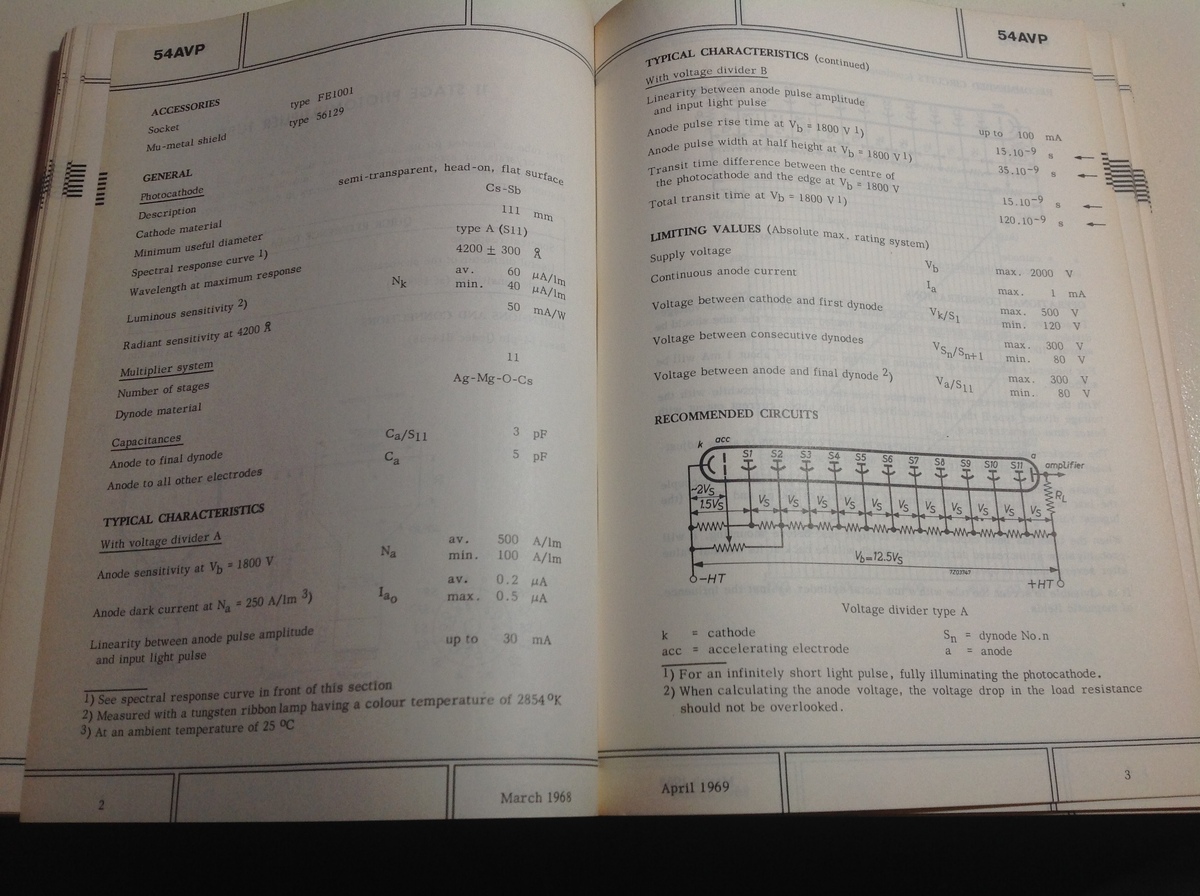 54AVP
ACCESSORIES
Socket type FE1001
Mu-metal shield type 56129
GENERAL
Photocathode
Description semi-transparent, head-on, flat surface
Cathode material Cs-Sb
Minimum useful diameter 111 mm
Spectral response curve 1) type A (S11)
Wavelength at maximum response 4200 ± 300 Å
Luminous sensitivity 2) Nk av. 60 μA/lm
min. 40 μA/lm
Radiant sensitivity at 4200 Å 50 mA/W
Multiplier system
Number of stages 11
Dynode material Ag-Mg-O-Cs
Capacitances
Anode to final dynode Ca/S11 3 pF
Anode to all other electrodes Ca 5 pF
TYPICAL CHARACTERISTICS
With voltage divider A
Anode sensitivity at Vb = 1800 V Na av. 500 A/lm
min. 100 A/lm
Anode dark current at Na = 250 A/lm 3) Iao av. 0.2 μA
max. 0.5 μA
Linearity between anode pulse amplitude
and input light pulse up to 30 mA
1) See spectral response curve in front of this section
2) Measured with a tungsten ribbon lamp having a colour temperature of 2854 ºK
3) At an ambient temperature of 25 ºC
2 March 1968
54AVP
TYPICAL CHARACTERISTICS (continued)
With voltage divider B
Linearity between anode pulse amplitude
and input light pulse up to 100 mA
Anode pulse rise time at Vb = 1800 V 1) 15.10-9 s ←
Anode pulse width at half height at Vb = 1800 V 1) 35.10-9 s ←
Transit time difference between the centre of
the photocathode and the edge at Vb = 1800 V 15.10-9 s ←
Total transit time at Vb = 1800 V 1) 120.10-9 s ←
LIMITING VALUES (Absolute max. rating system)
Supply voltage Vb max. 2000 V
Continuous anode current Ia max. 1 mA
Voltage between cathode and first dynode Vk/S1 max. 500 V
min. 120 V
Voltage between consecutive dynodes VSn/Sn+1 max. 300 V
min. 80 V
Voltage between anode and final dynode 2) Va/S11 max. 300 V
min. 80 V
RECOMMENDED CIRCUITS
k acc S1 S2 S3 S4 S5 S6 S7 S8 S9 S10 S11 a amplifier
RL
~2VS
1.5VS VS VS VS VS VS VS VS VS VS VS VS
Vb=12.5VS
7Z03747
-HT +HT
Voltage divider type A
k = cathode Sn = dynode No.n
acc = accelerating electrode a = anode
1) For an infinitely short light pulse, fully illuminating the photocathode.
2) When calculating the anode voltage, the voltage drop in the load resistance
should not be overlooked.
April 1969 3